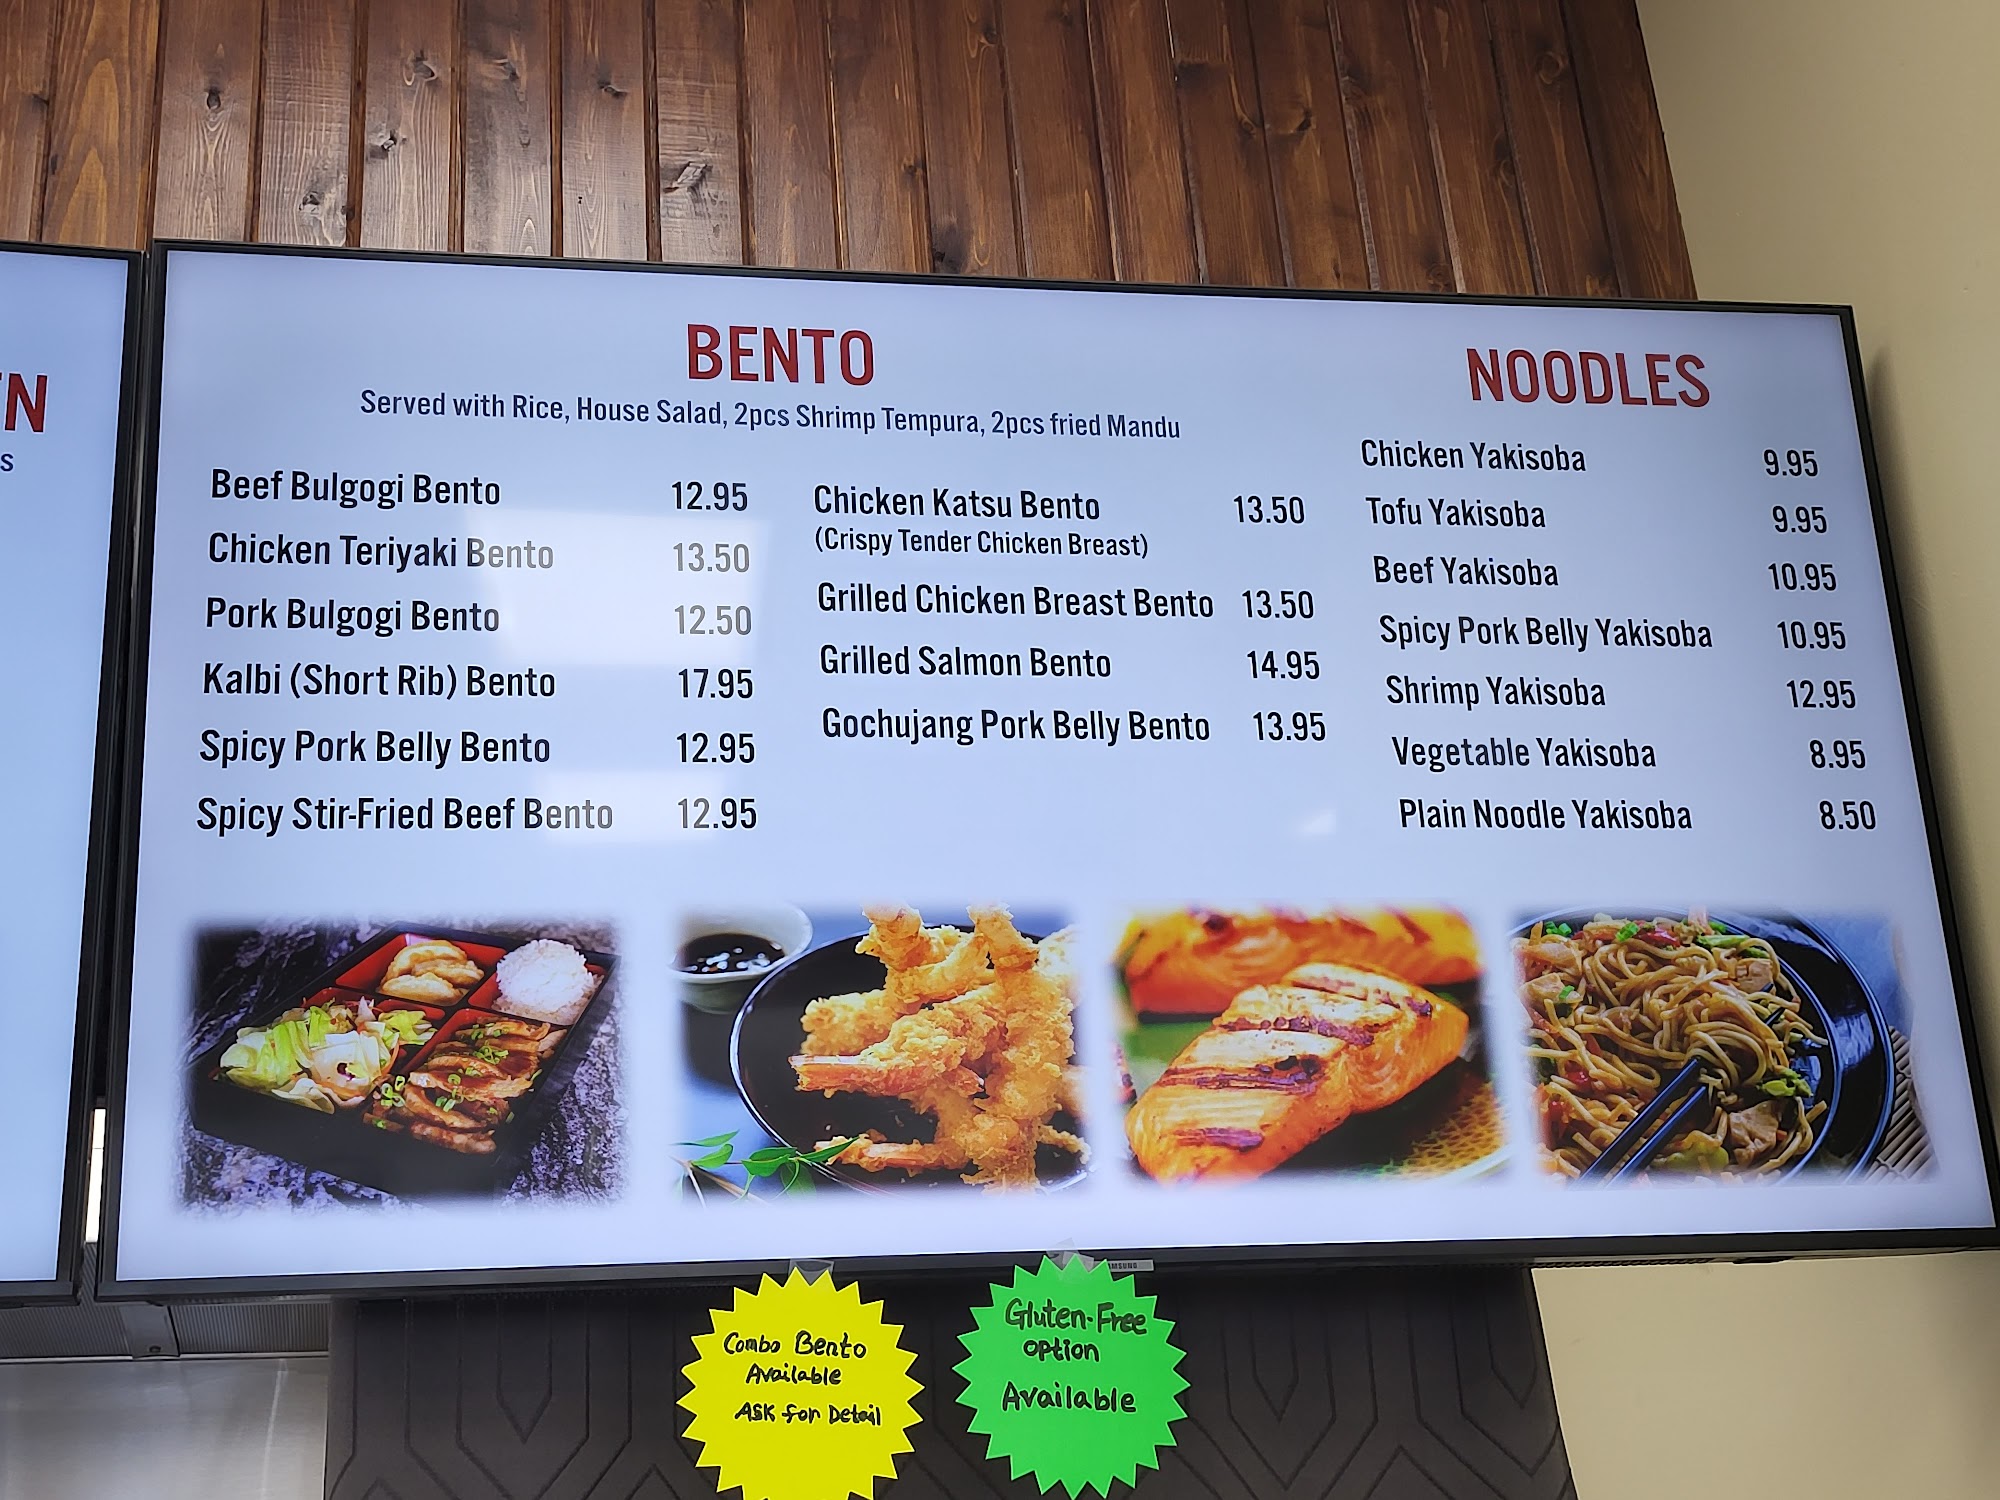 N
s
BENTO
Served with Rice, House Salad, 2pcs Shrimp Tempura, 2pcs fried Mandu
Beef Bulgogi Bento 12.95
Chicken Teriyaki Bento 13.50
Pork Bulgogi Bento 12.50
Kalbi (Short Rib) Bento 17.95
Spicy Pork Belly Bento 12.95
Spicy Stir-Fried Beef Bento 12.95
Chicken Katsu Bento 13.50
(Crispy Tender Chicken Breast)
Grilled Chicken Breast Bento 13.50
Grilled Salmon Bento 14.95
Gochujang Pork Belly Bento 13.95
NOODLES
Chicken Yakisoba 9.95
Tofu Yakisoba 9.95
Beef Yakisoba 10.95
Spicy Pork Belly Yakisoba 10.95
Shrimp Yakisoba 12.95
Vegetable Yakisoba 8.95
Plain Noodle Yakisoba 8.50
Combo Bento
Available
ASK for Detail
Gluten-Free
option
Available